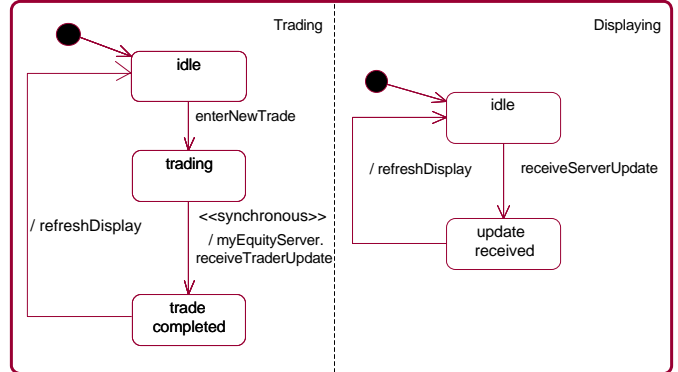 Trading
idle
enterNewTrade
trading
<<synchronous>>
/ refreshDisplay
/ myEquityServer.
receiveTraderUpdate
trade
completed
Displaying
idle
/ refreshDisplay
receiveServerUpdate
update
received